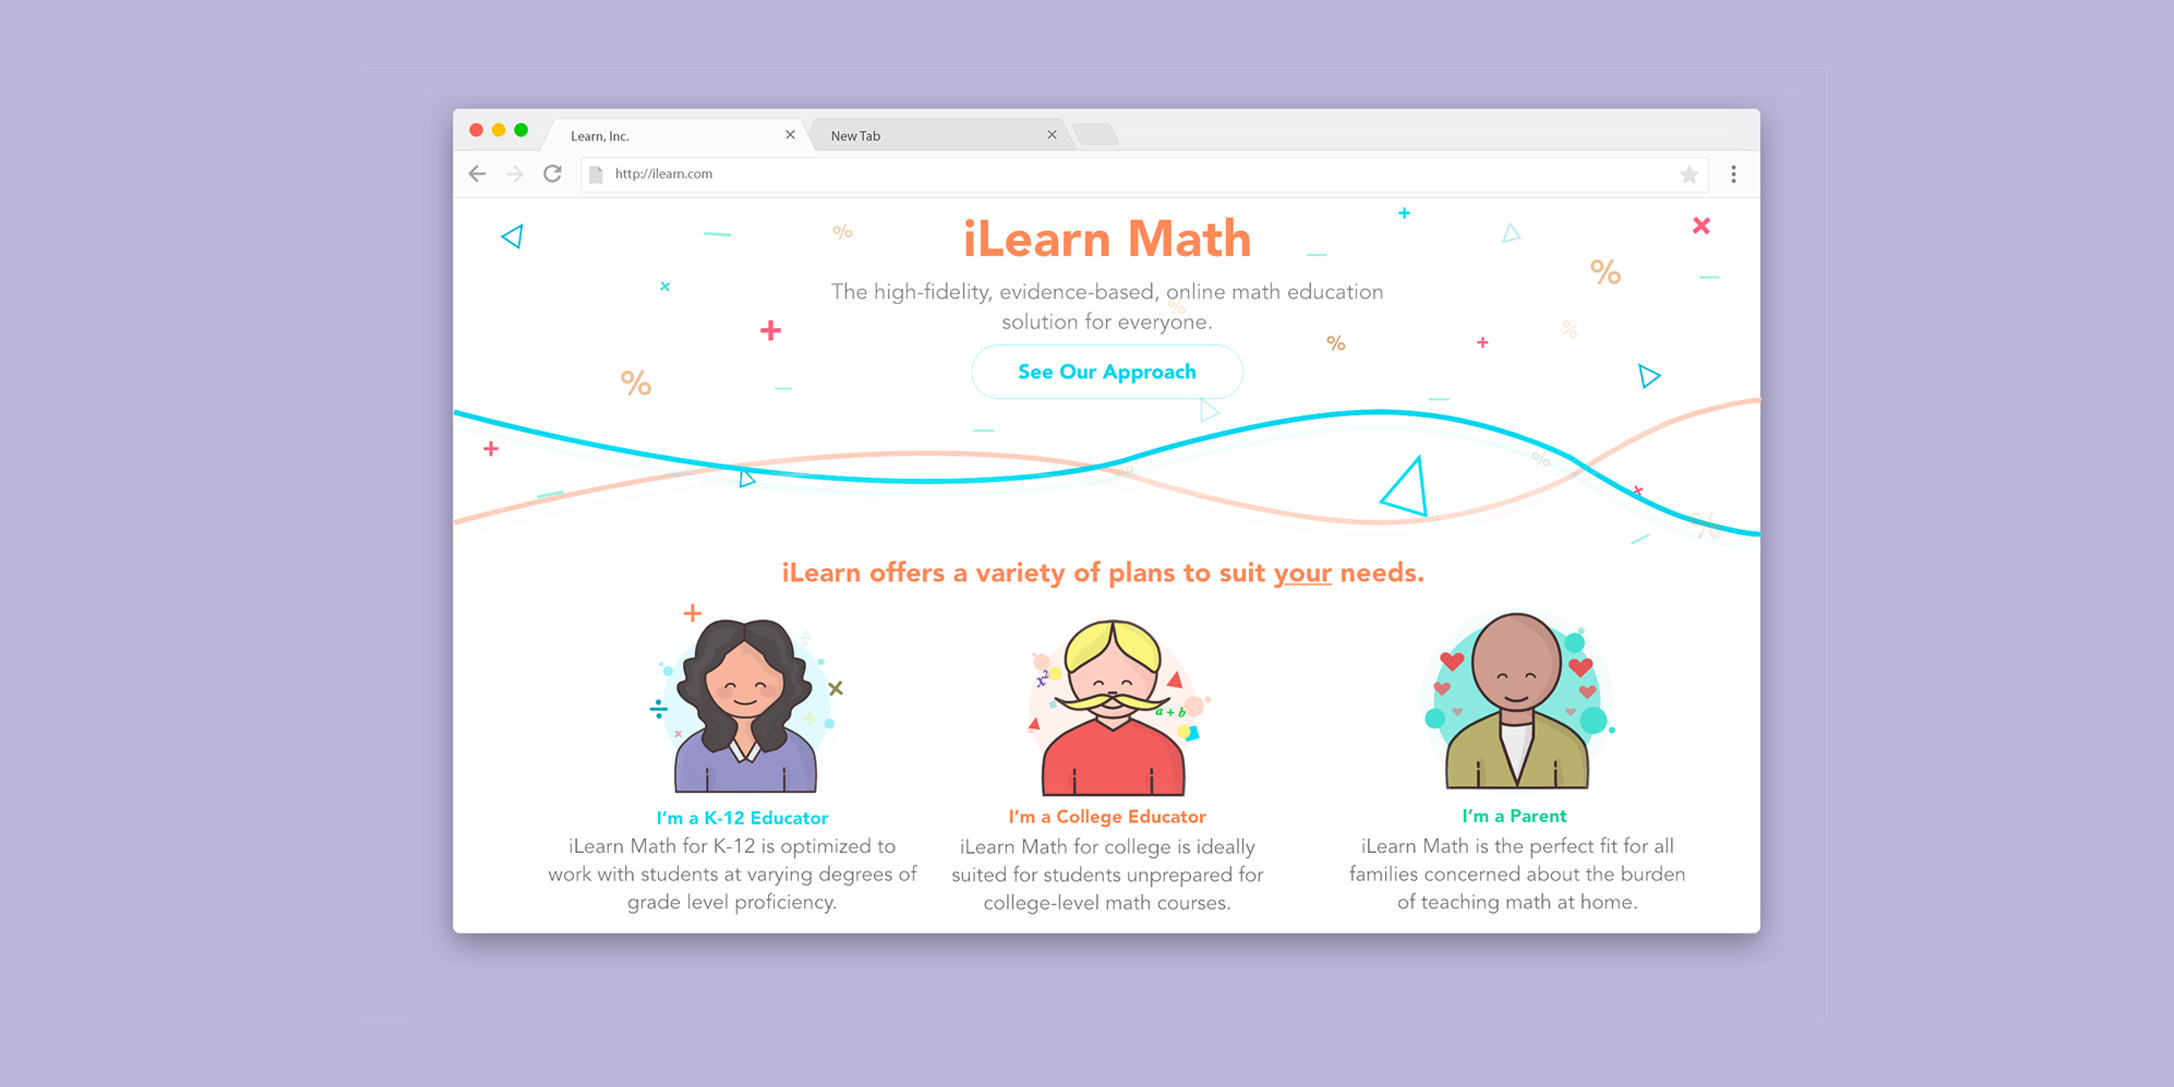 Learn, Inc.
New Tab
http://ilearn.com
iLearn Math
The high-fidelity, evidence-based, online math education
solution for everyone.
See Our Approach
iLearn offers a variety of plans to suit your needs.
x²
a + b
I'm a K-12 Educator
iLearn Math for K-12 is optimized to
work with students at varying degrees of
grade level proficiency.
I'm a College Educator
iLearn Math for college is ideally
suited for students unprepared for
college-level math courses.
I'm a Parent
iLearn Math is the perfect fit for all
families concerned about the burden
of teaching math at home.